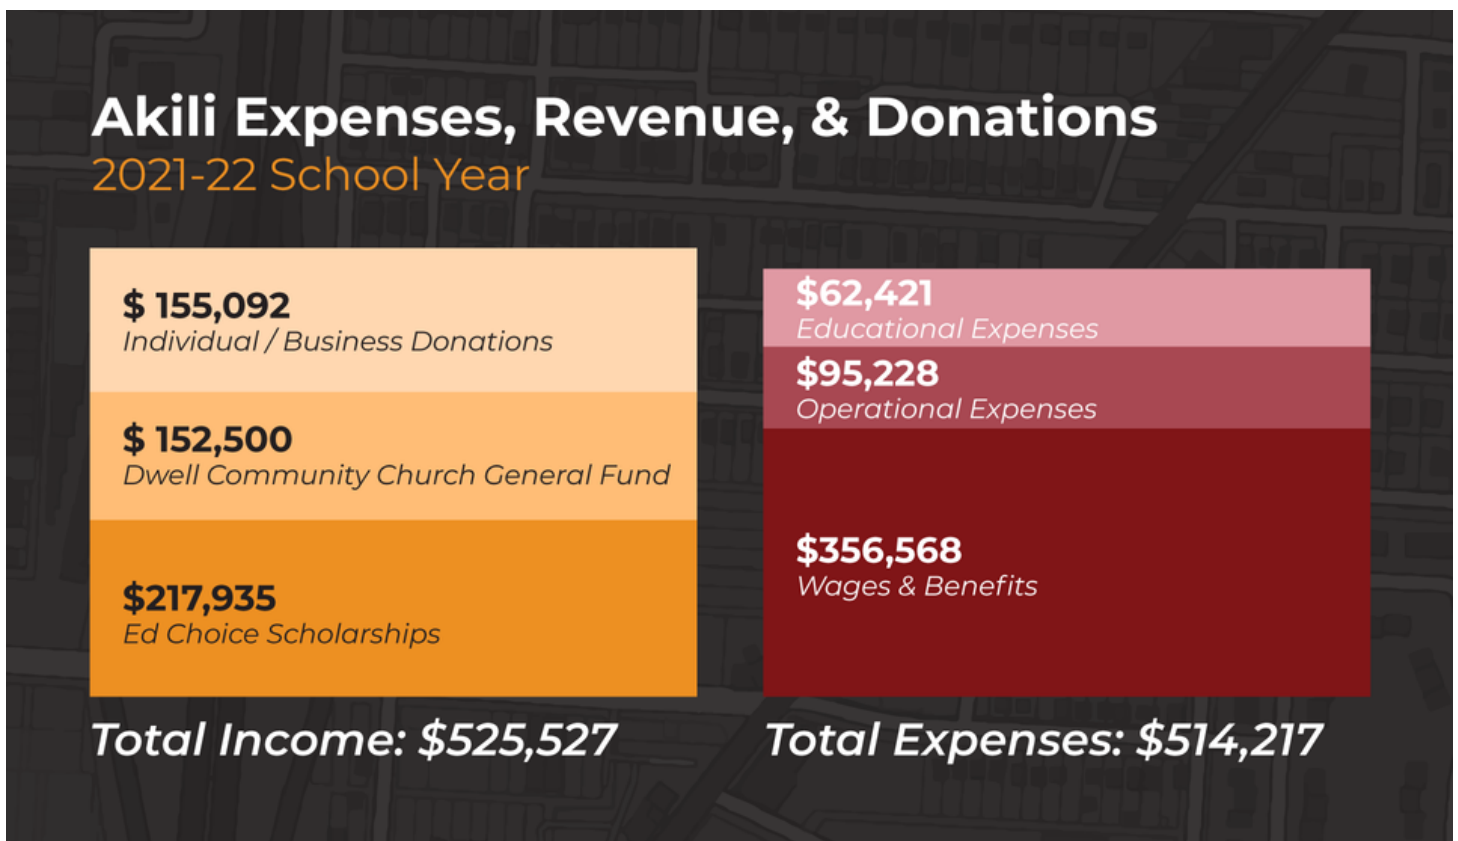 Akili Expenses, Revenue, & Donations
2021-22 School Year
$ 155,092
Individual / Business Donations
$ 152,500
Dwell Community Church General Fund
$217,935
Ed Choice Scholarships
Total Income: $525,527
$62,421
Educational Expenses
$95,228
Operational Expenses
$356,568
Wages & Benefits
Total Expenses: $514,217